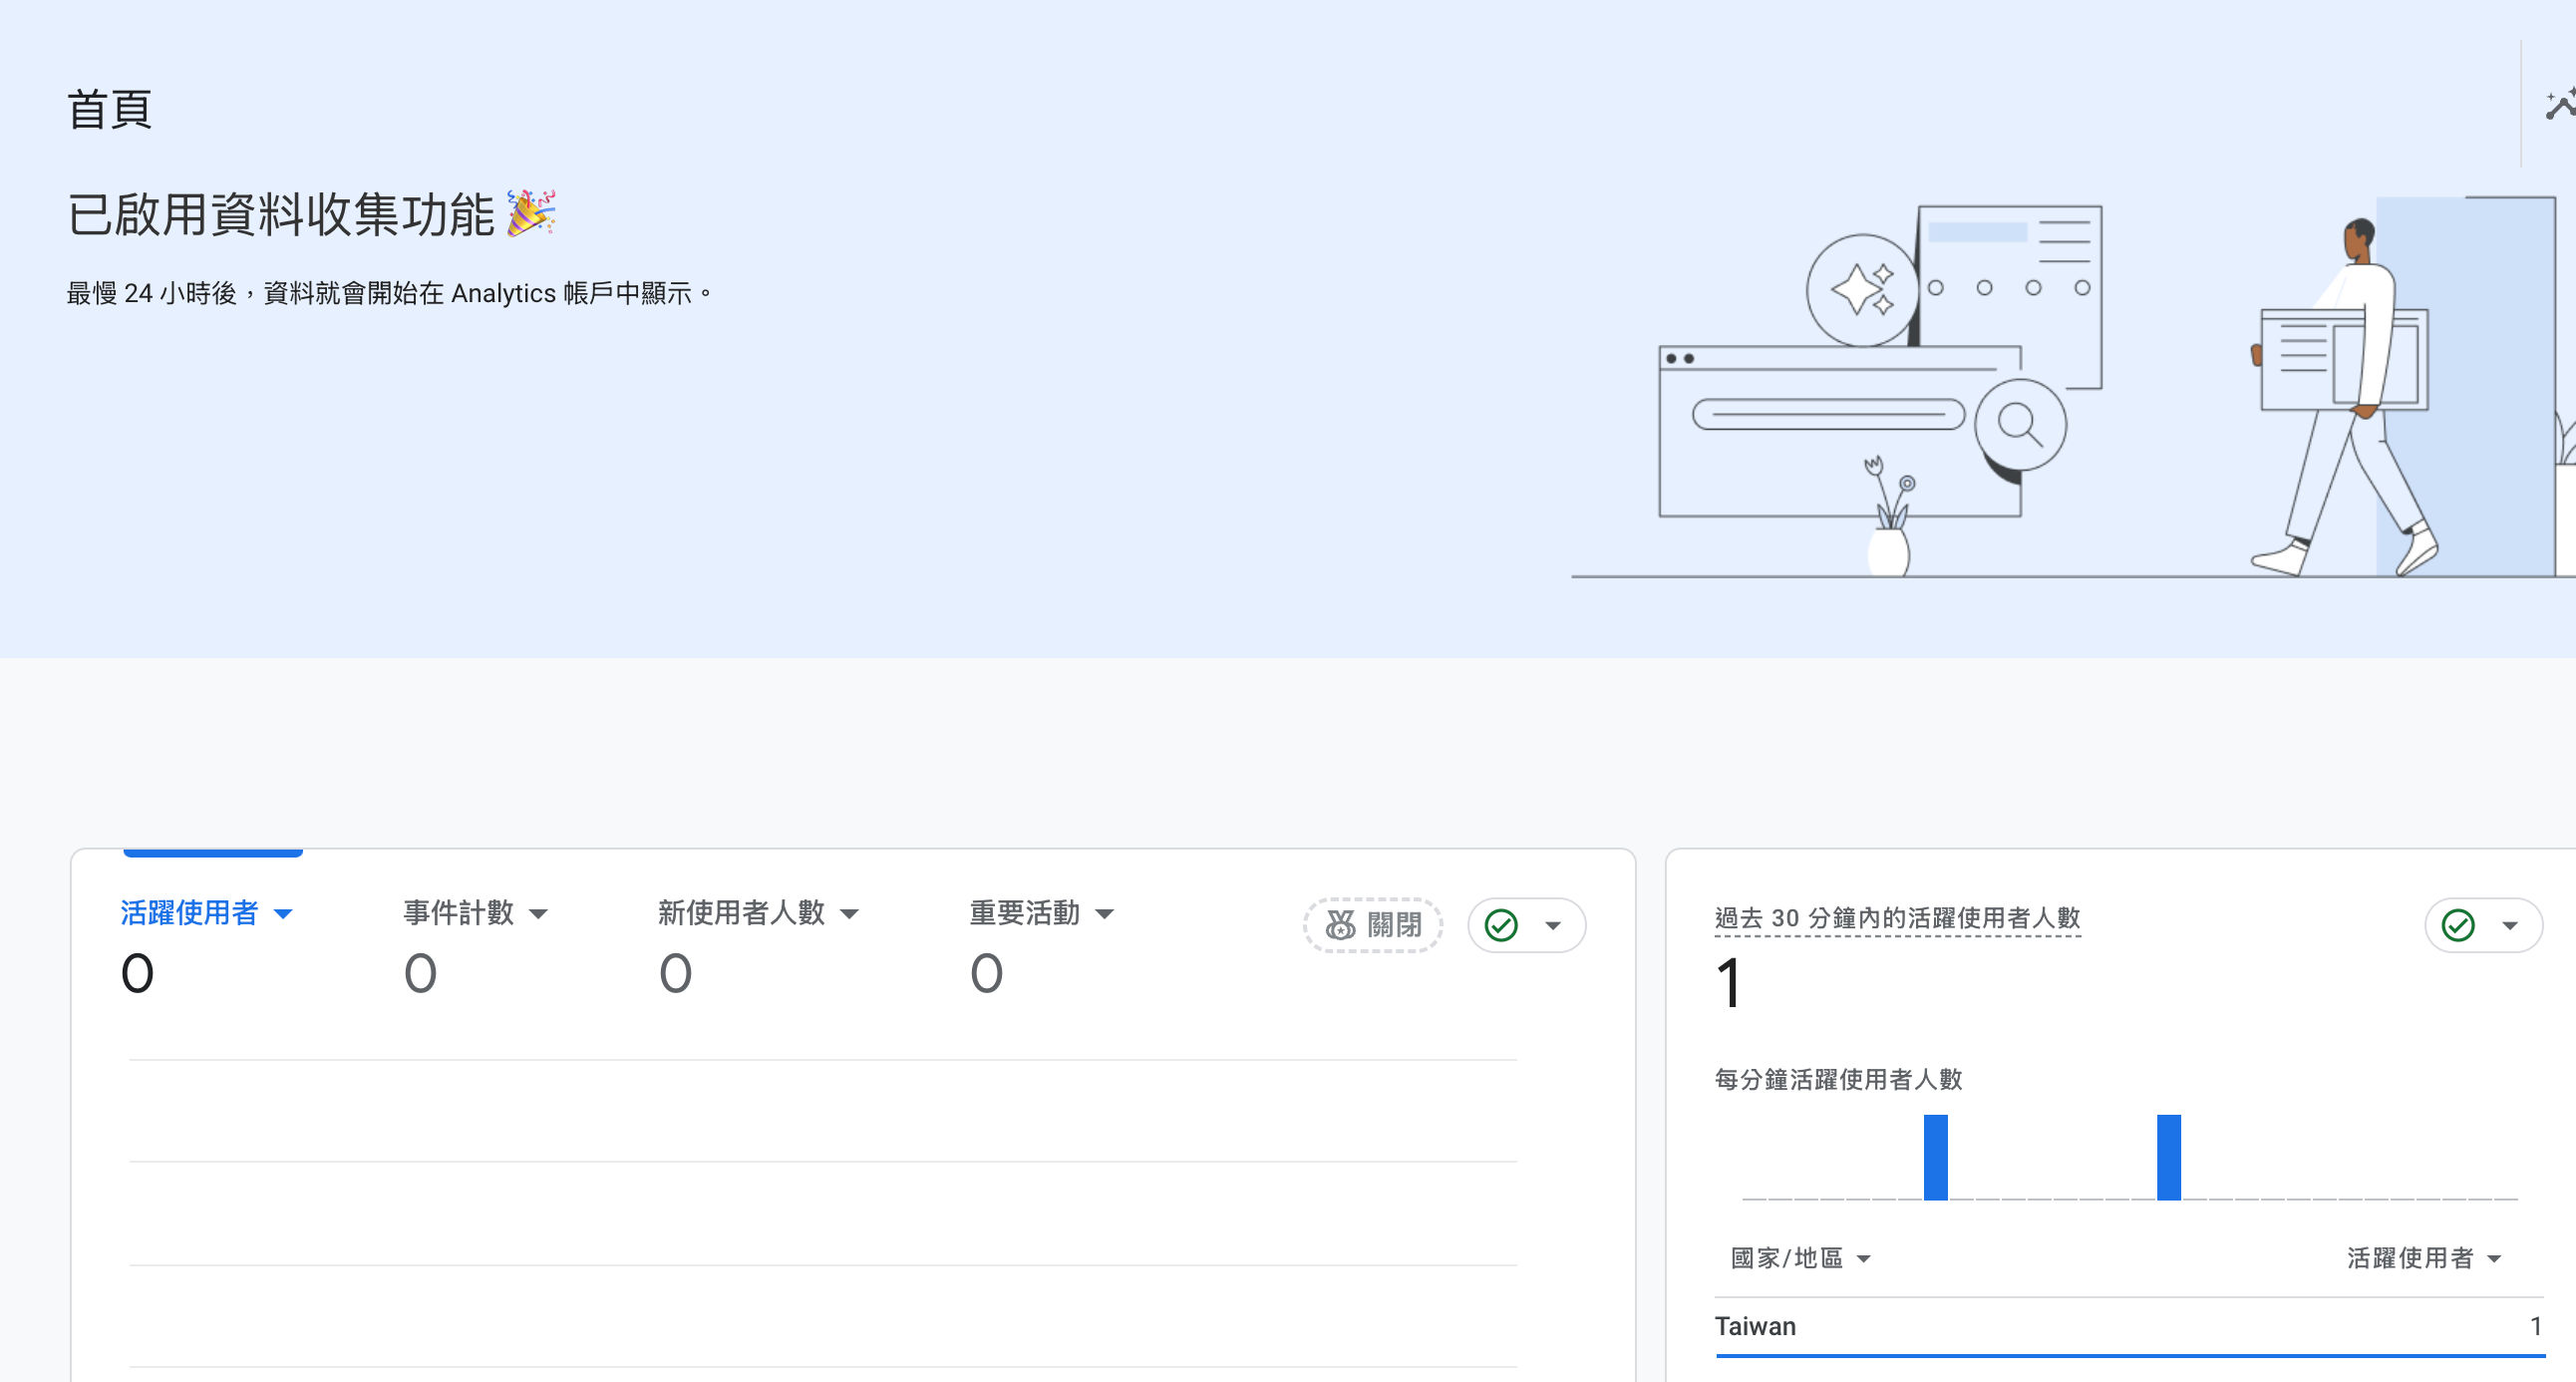 首頁
已啟用資料收集功能
最慢 24 小時後，資料就會開始在 Analytics 帳戶中顯示。
活躍使用者
事件計數
新使用者人數
重要活動
關閉
0
0
0
0
過去 30 分鐘內的活躍使用者人數
1
每分鐘活躍使用者人數
國家/地區
活躍使用者
Taiwan
1